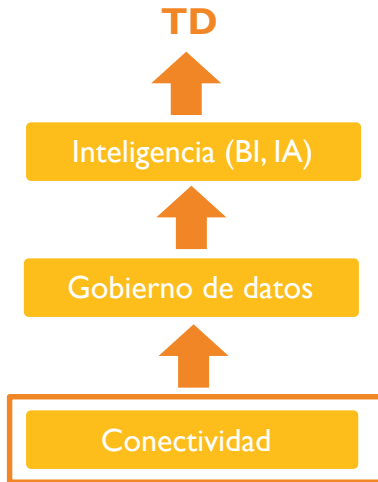 TD
Inteligencia (BI, IA)
Gobierno de datos
Conectividad